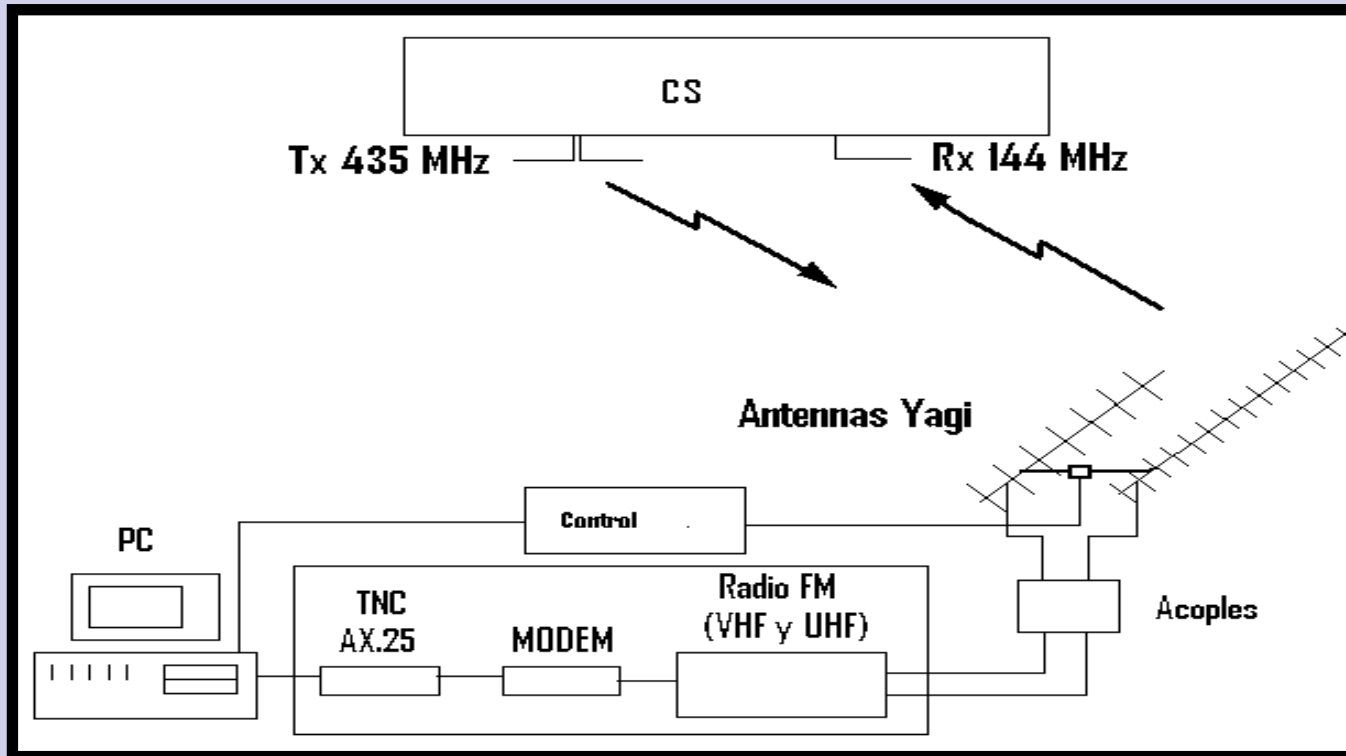 CS
Tx 435 MHz
Rx 144 MHz
Antennas Yagi
Control
PC
TNC
AX.25
MODEM
Radio FM
(VHF y UHF)
Acoples